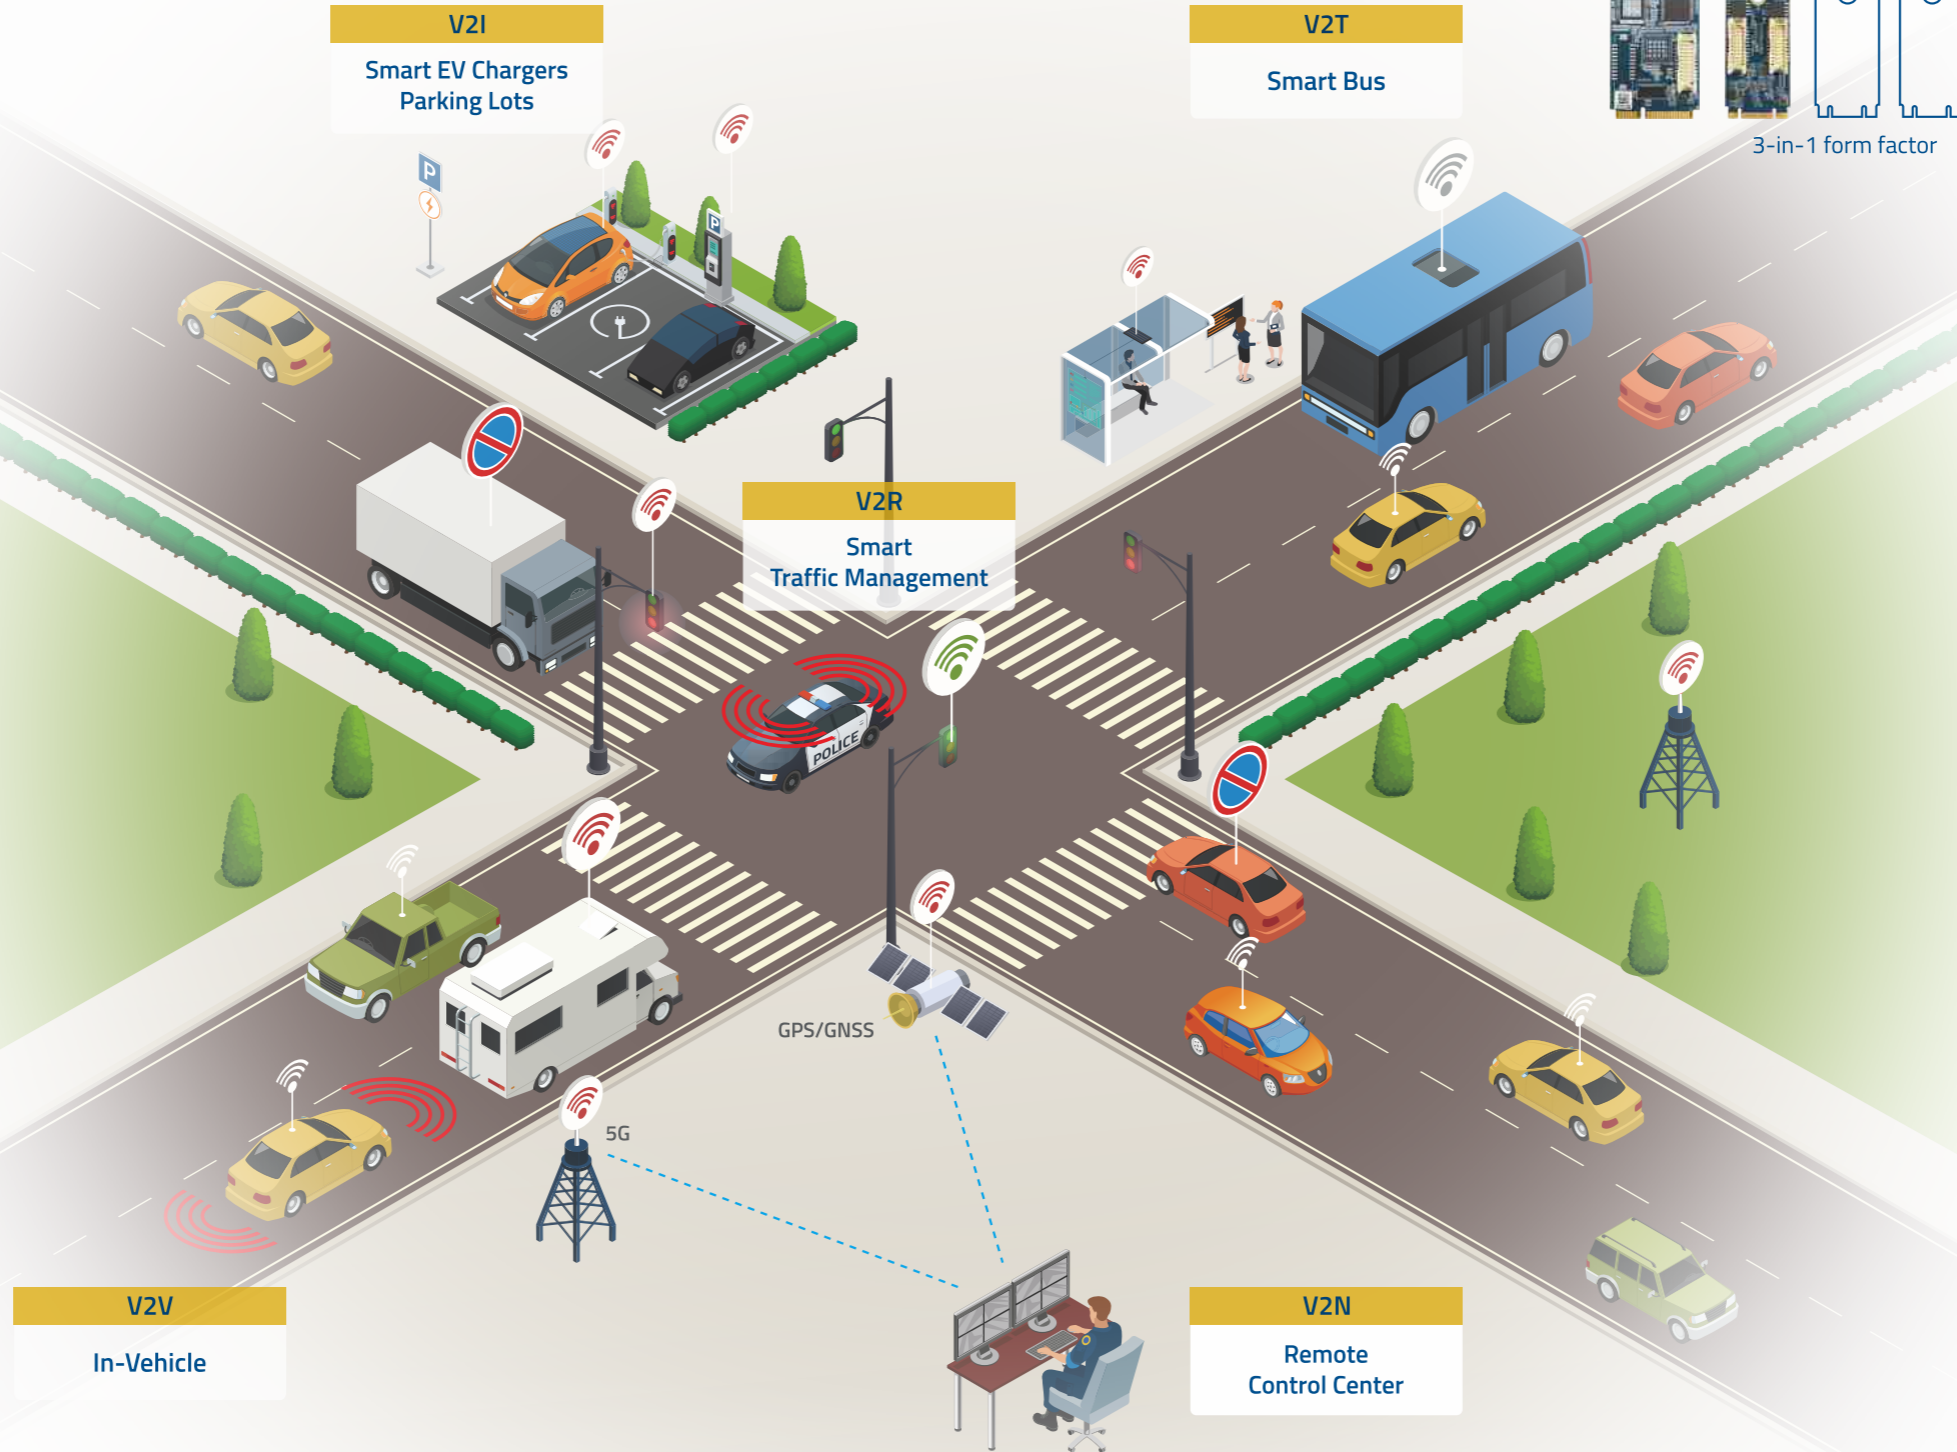 V2I
Smart EV Chargers
Parking Lots
V2T
Smart Bus
3-in-1 form factor
P
P
V2R
Smart
Traffic Management
POLICE
GPS/GNSS
5G
V2V
In-Vehicle
V2N
Remote
Control Center